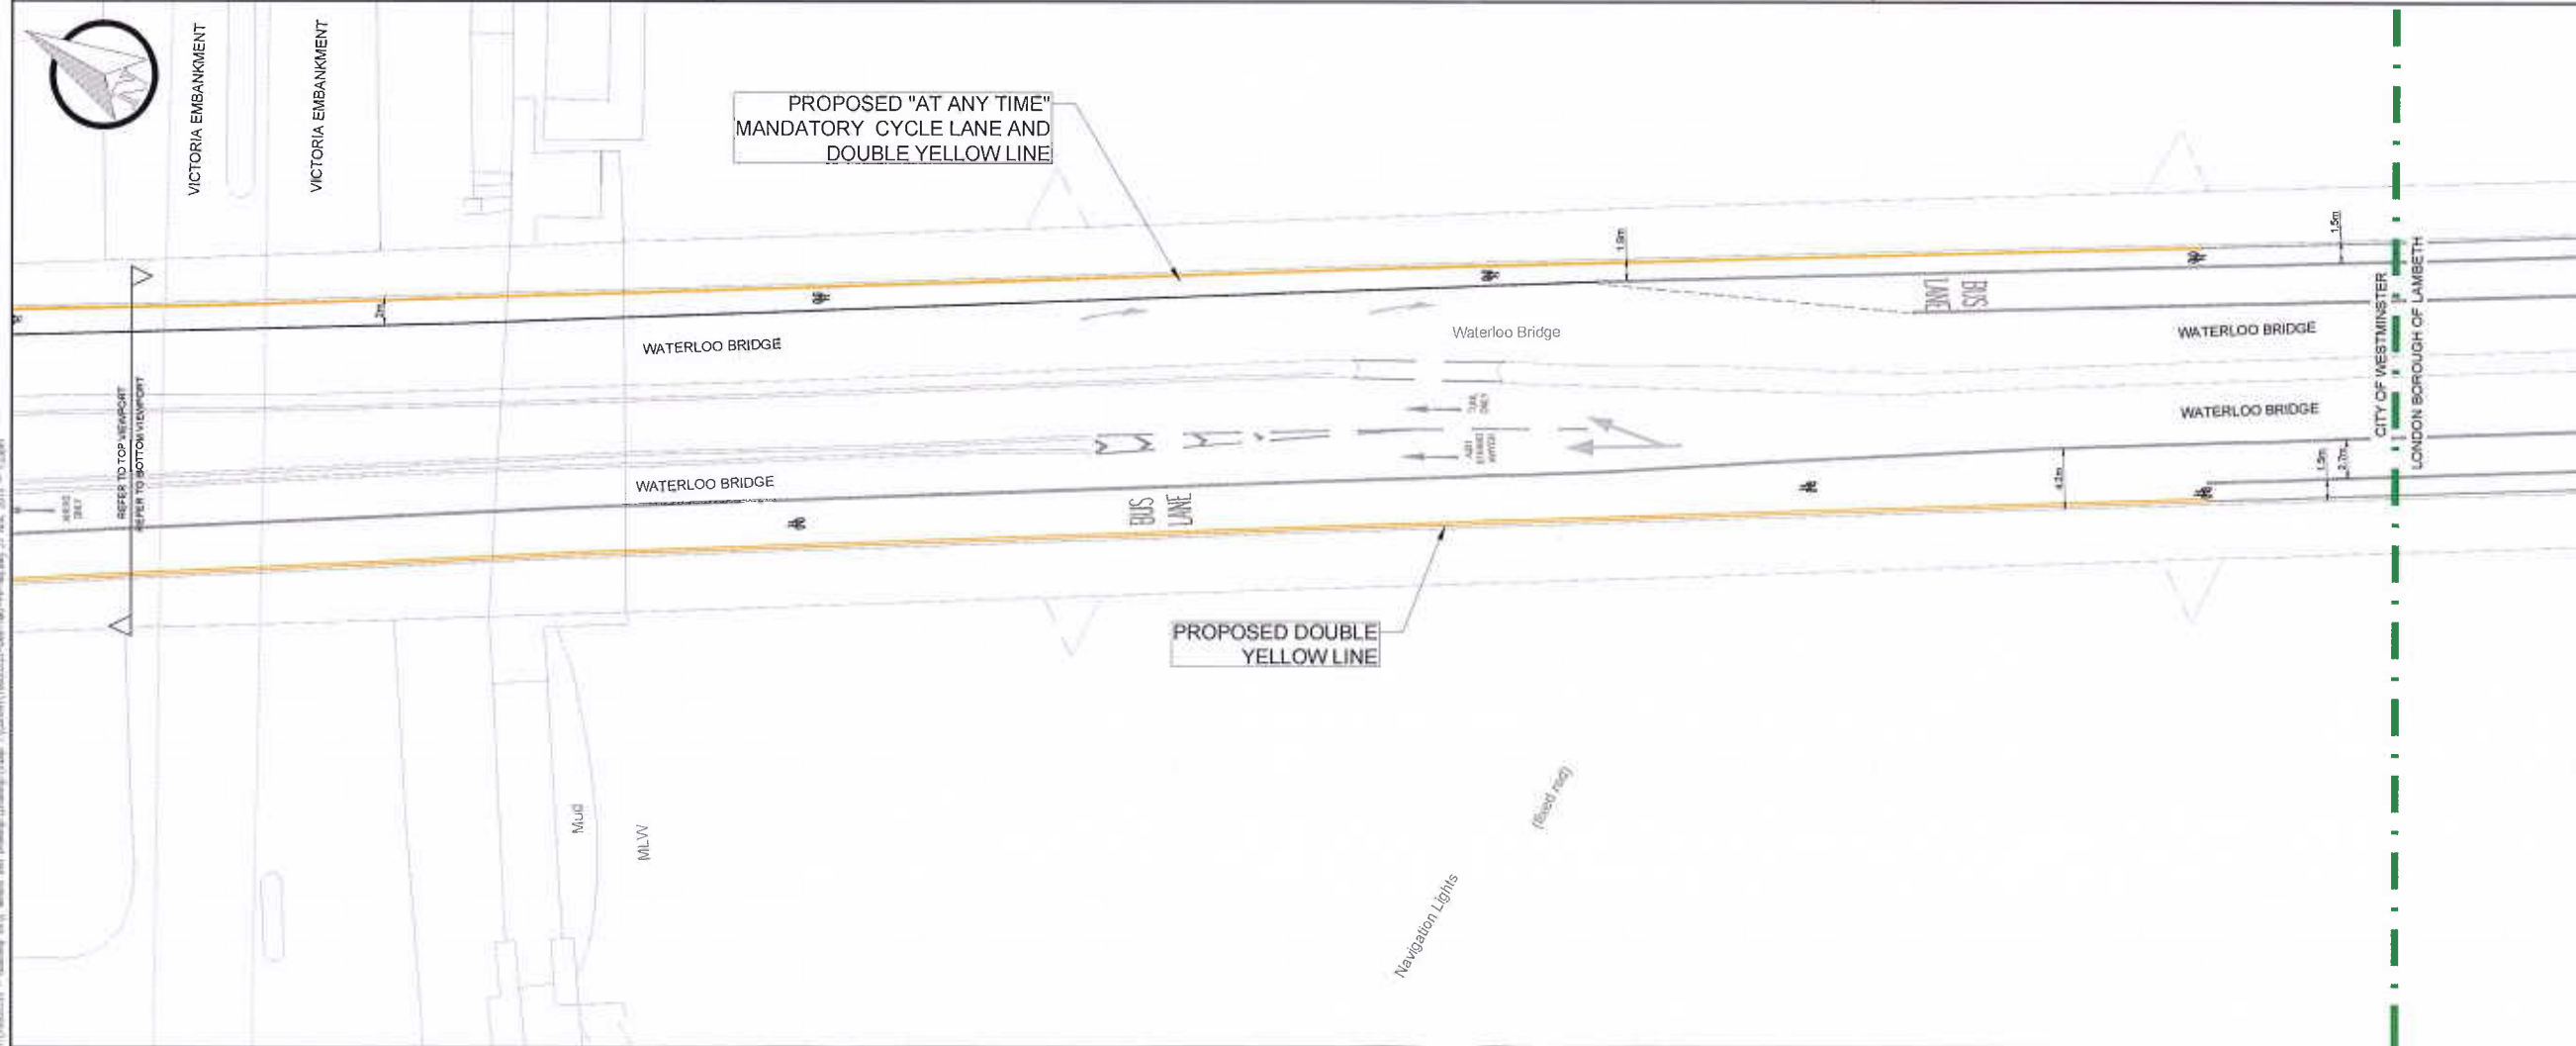 VICTORIA EMBANKMENT
VICTORIA EMBANKMENT
PROPOSED "AT ANY TIME"
MANDATORY CYCLE LANE AND
DOUBLE YELLOW LINE
1.5m
2m
BUS
LANE
WATERLOO BRIDGE
Waterloo Bridge
WATERLOO BRIDGE
CITY OF WESTMINSTER
LONDON BOROUGH OF LAMBETH
REFER TO TOP VIEWPORT
REFER TO BOTTOM VIEWPORT
TURN
ONLY
WATERLOO BRIDGE
WATERLOO BRIDGE
BUS
LANE
4.2m
1.5m
2.7m
PROPOSED DOUBLE
YELLOW LINE
Mud
MLW
(fixed red)
Navigation Lights